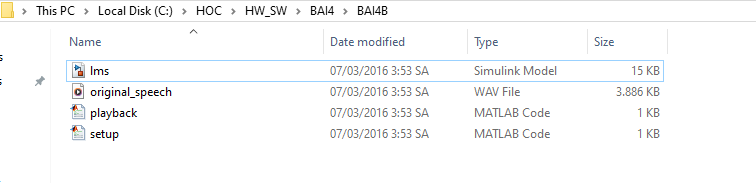 This PC > Local Disk (C:) > HOC > HW_SW > BAI4 > BAI4B
Name Date modified Type Size
lms 07/03/2016 3:53 SA Simulink Model 15 KB
original_speech 07/03/2016 3:53 SA WAV File 3.886 KB
playback 07/03/2016 3:53 SA MATLAB Code 1 KB
setup 07/03/2016 3:53 SA MATLAB Code 1 KB